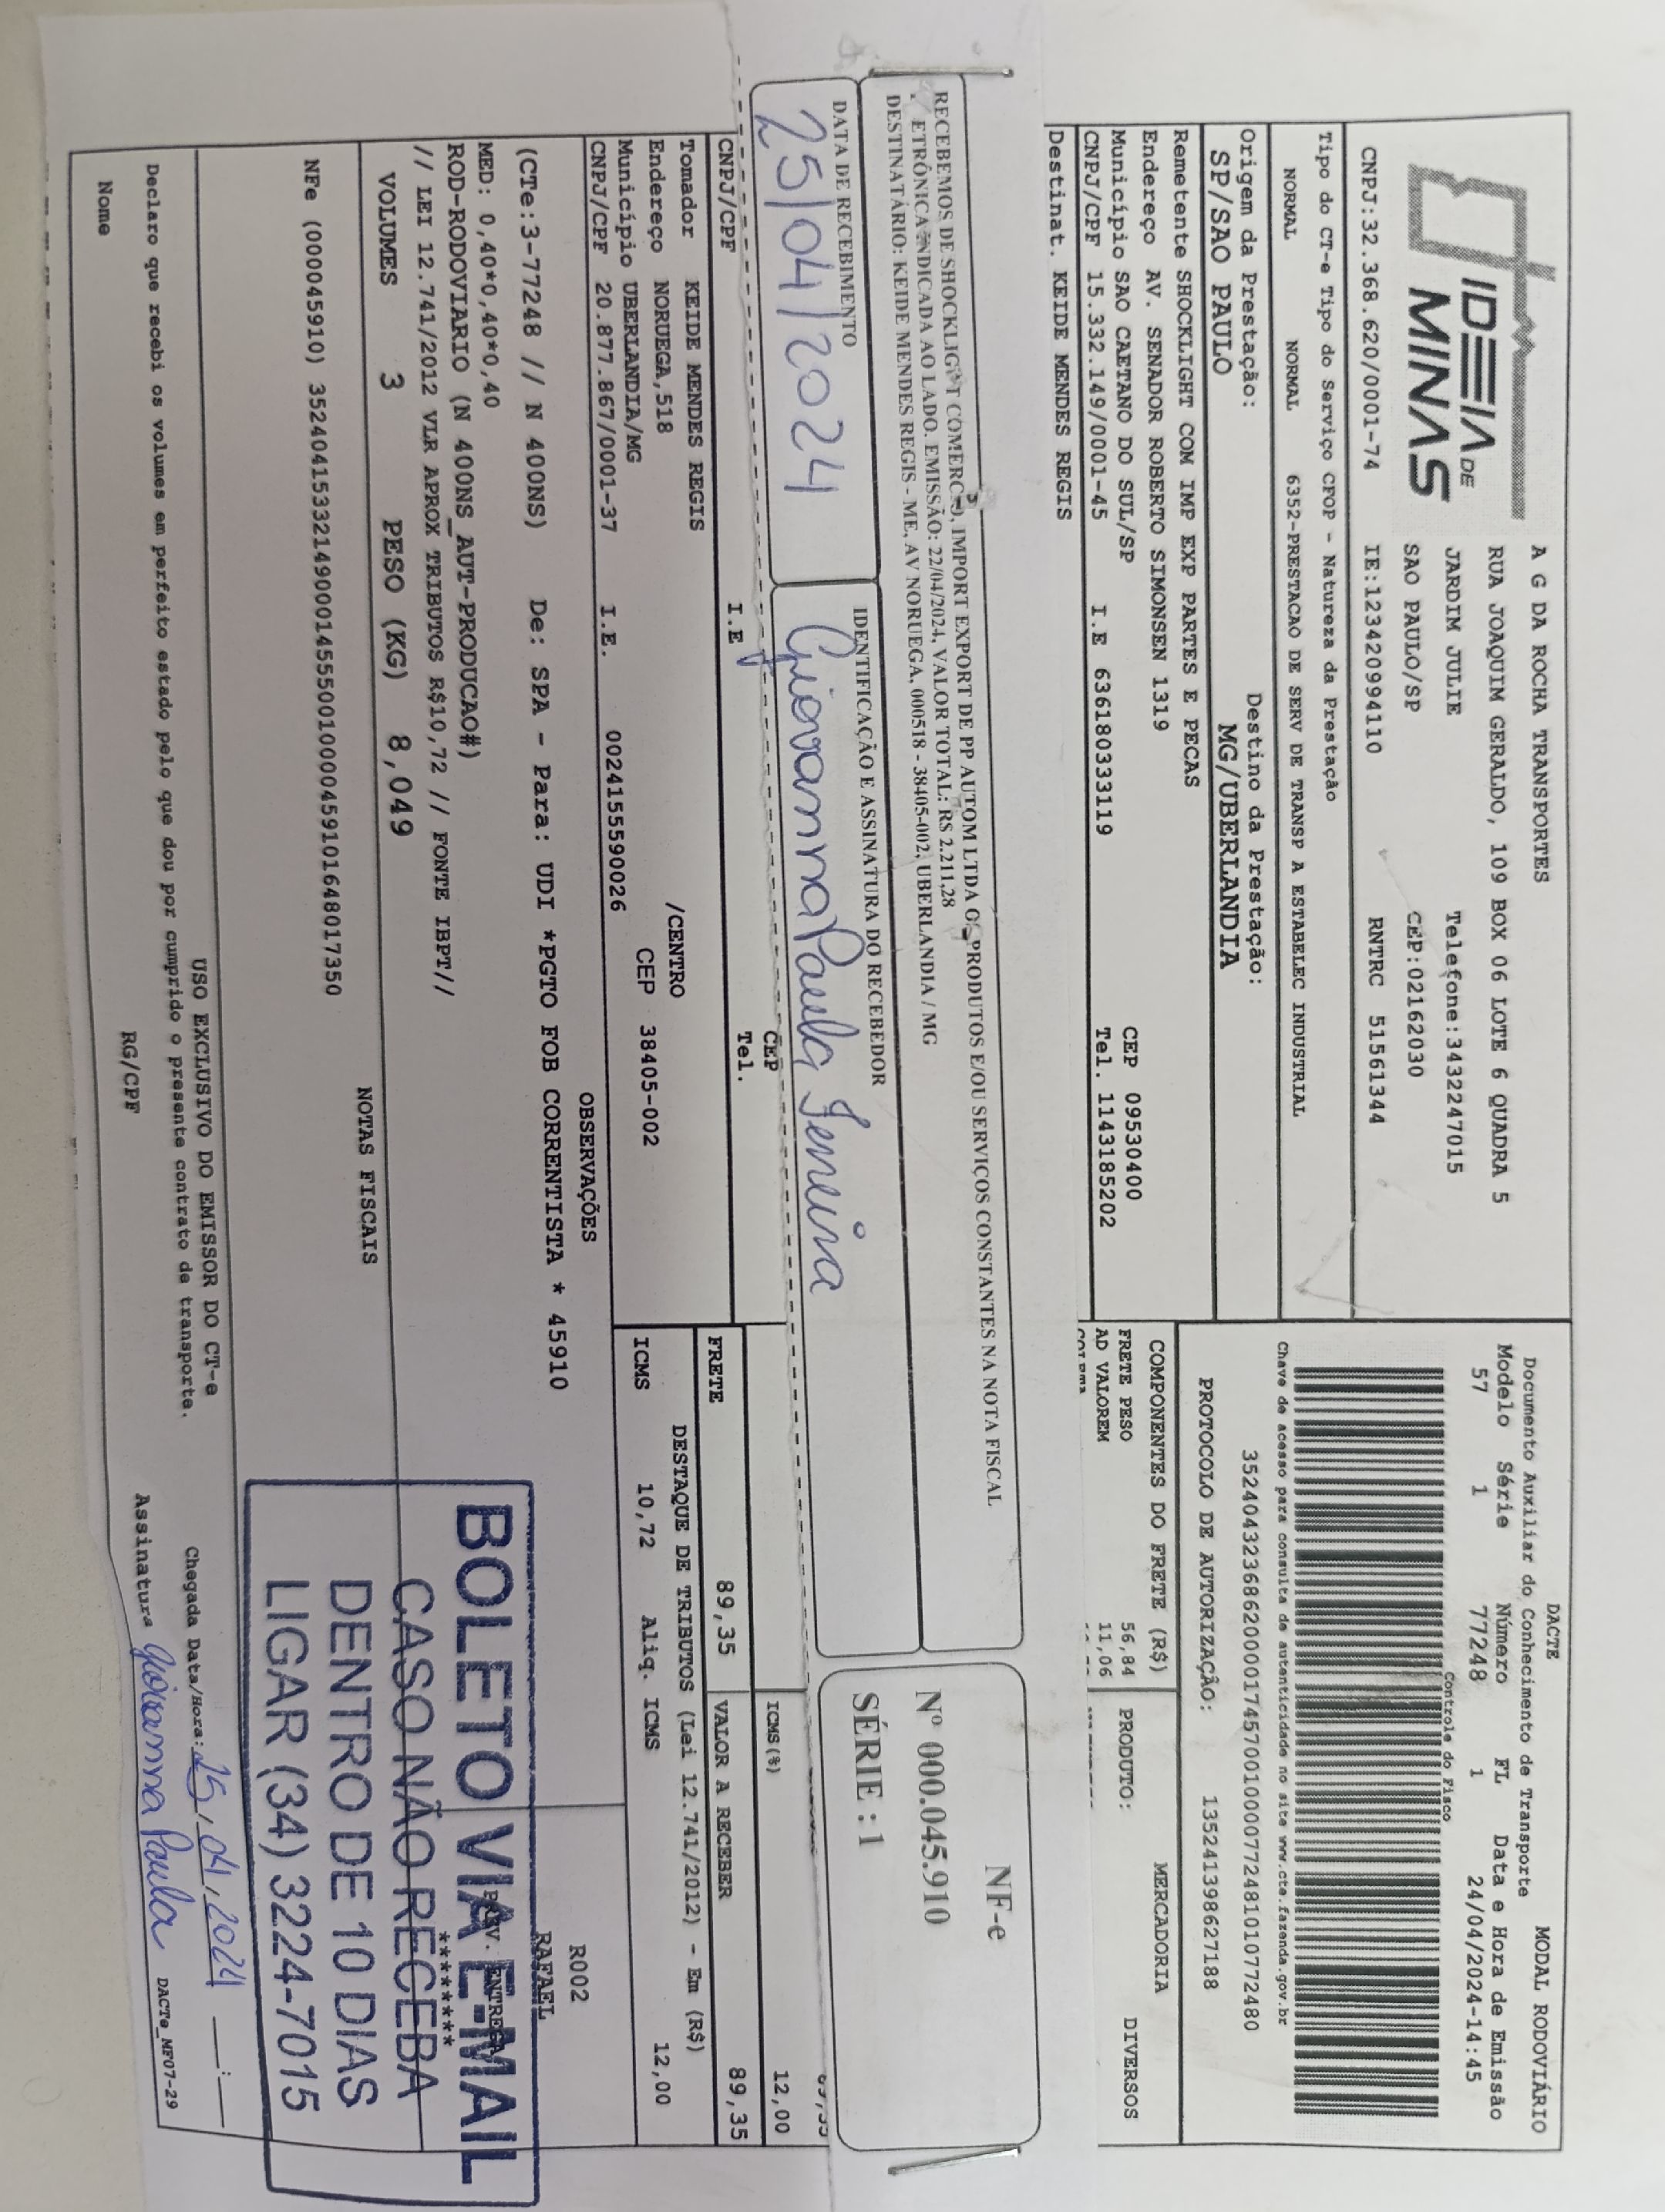 IDEIA DE
MINAS
A G DA ROCHA TRANSPORTES
RUA JOAQUIM GERALDO, 109 BOX 06 LOTE 6 QUADRA 5
JARDIM JULIE Telefone:3432247015
SAO PAULO/SP CEP:02162030
CNPJ:32.368.620/0001-74 IE:123420994110 RNTRC 51561344
Tipo do CT-e Tipo do Serviço CFOP - Natureza da Prestação
NORMAL NORMAL 6352-PRESTACAO DE SERV DE TRANSP A ESTABELEC INDUSTRIAL
Origem da Prestação: Destino da Prestação:
SP/SAO PAULO MG/UBERLANDIA
Remetente SHOCKLIGHT COM IMP EXP PARTES E PECAS
Endereço AV. SENADOR ROBERTO SIMONSEN 1319
Município SAO CAETANO DO SUL/SP CEP 09530400
CNPJ/CPF 15.332.149/0001-45 I.E 636180333119 Tel. 1143185202
Destinat. KEIDE MENDES REGIS
DACTE MODAL RODOVIÁRIO
Documento Auxiliar do Conhecimento de Transporte
Modelo Série Número FL Data e Hora de Emissão
57 1 77248 1 24/04/2024-14:45
Controle do Fisco
Chave de acesso para consulta de autenticidade no site www.cte.fazenda.gov.br
35240432368620000174570010000772481010772480
PROTOCOLO DE AUTORIZAÇÃO: 135241398627188
COMPONENTES DO FRETE (R$) MERCADORIA
FRETE PESO 56,84 PRODUTO: DIVERSOS
AD VALOREM 11,06
RECEBEMOS DE SHOCKLIGHT COMERCIO, IMPORT EXPORT DE PP AUTOM LTDA OS PRODUTOS E/OU SERVIÇOS CONSTANTES NA NOTA FISCAL
ETRÔNICA INDICADA AO LADO. EMISSÃO: 22/04/2024, VALOR TOTAL: R$ 2.211,28
DESTINATÁRIO: KEIDE MENDES REGIS - ME, AV NORUEGA, 000518 - 38405-002, UBERLANDIA / MG
DATA DE RECEBIMENTO IDENTIFICAÇÃO E ASSINATURA DO RECEBEDOR
25/04/2024 Giovanna Paula Ferreira
NF-e
Nº 000.045.910
SÉRIE : 1
CEP
CNPJ/CPF I.E Tel.
ICMS(%) 12,00
FRETE 89,35 VALOR A RECEBER 89,35
Tomador KEIDE MENDES REGIS
Endereço NORUEGA,518 /CENTRO
Município UBERLANDIA/MG CEP 38405-002
CNPJ/CPF 20.877.867/0001-37 I.E. 0024155590026
DESTAQUE DE TRIBUTOS (Lei 12.741/2012) - Em (R$)
ICMS 10,72 Aliq. ICMS 12,00
OBSERVAÇÕES
(CTe:3-77248 // N 400NS) De: SPA - Para: UDI *PGTO FOB CORRENTISTA * 45910
MED: 0,40*0,40*0,40
ROD-RODOVIARIO (N 400NS_AUT-PRODUCAO#)
// LEI 12.741/2012 VLR APROX TRIBUTOS R$10,72 // FONTE IBPT//
R002
RAFAEL
PREV. ENTREGA
********
VOLUMES 3 PESO (KG) 8,049
NOTAS FISCAIS
NFe (000045910) 35240415332149000145550010000459101648017350
BOLETO VIA E-MAIL
CASO NÃO RECEBA
DENTRO DE 10 DIAS
LIGAR (34) 3224-7015
USO EXCLUSIVO DO EMISSOR DO CT-e
Declaro que recebi os volumes em perfeito estado pelo que dou por cumprido o presente contrato de transporte.
Chegada Data/Hora: 25/04/2024 __:__
Nome RG/CPF Assinatura Giovanna Paula
DACTe_MF07-29